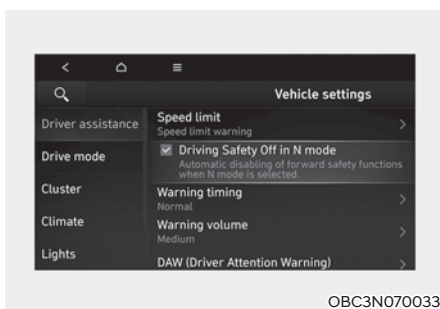 Vehicle settings
Driver assistance
Drive mode
Cluster
Climate
Lights
Speed limit
Speed limit warning
Driving Safety Off in N mode
Automatic disabling of forward safety functions
when N mode is selected.
Warning timing
Normal
Warning volume
Medium
DAW (Driver Attention Warning)
OBC3N070033